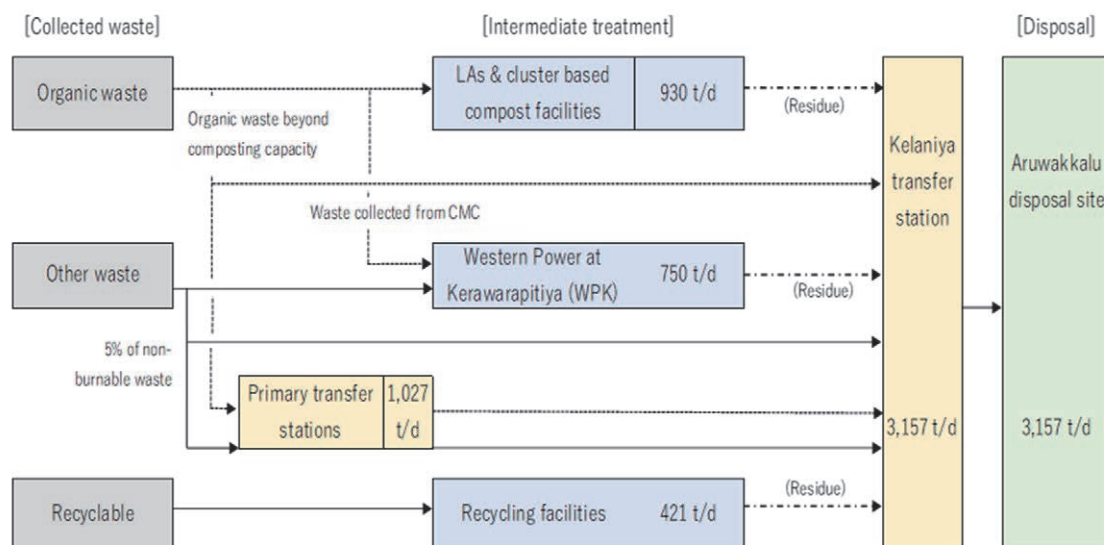 [Collected waste]
[Intermediate treatment]
[Disposal]
Organic waste
LAs & cluster based
compost facilities
930 t/d
(Residue)
Organic waste beyond
composting capacity
Kelaniya
transfer
station
Aruwakkalu
disposal site
Waste collected from CMC
Other waste
Western Power at
Kerawarapitiya (WPK)
750 t/d
(Residue)
5% of non-
burnable waste
Primary transfer
stations
1,027
t/d
3,157 t/d
3,157 t/d
Recyclable
Recycling facilities
421 t/d
(Residue)